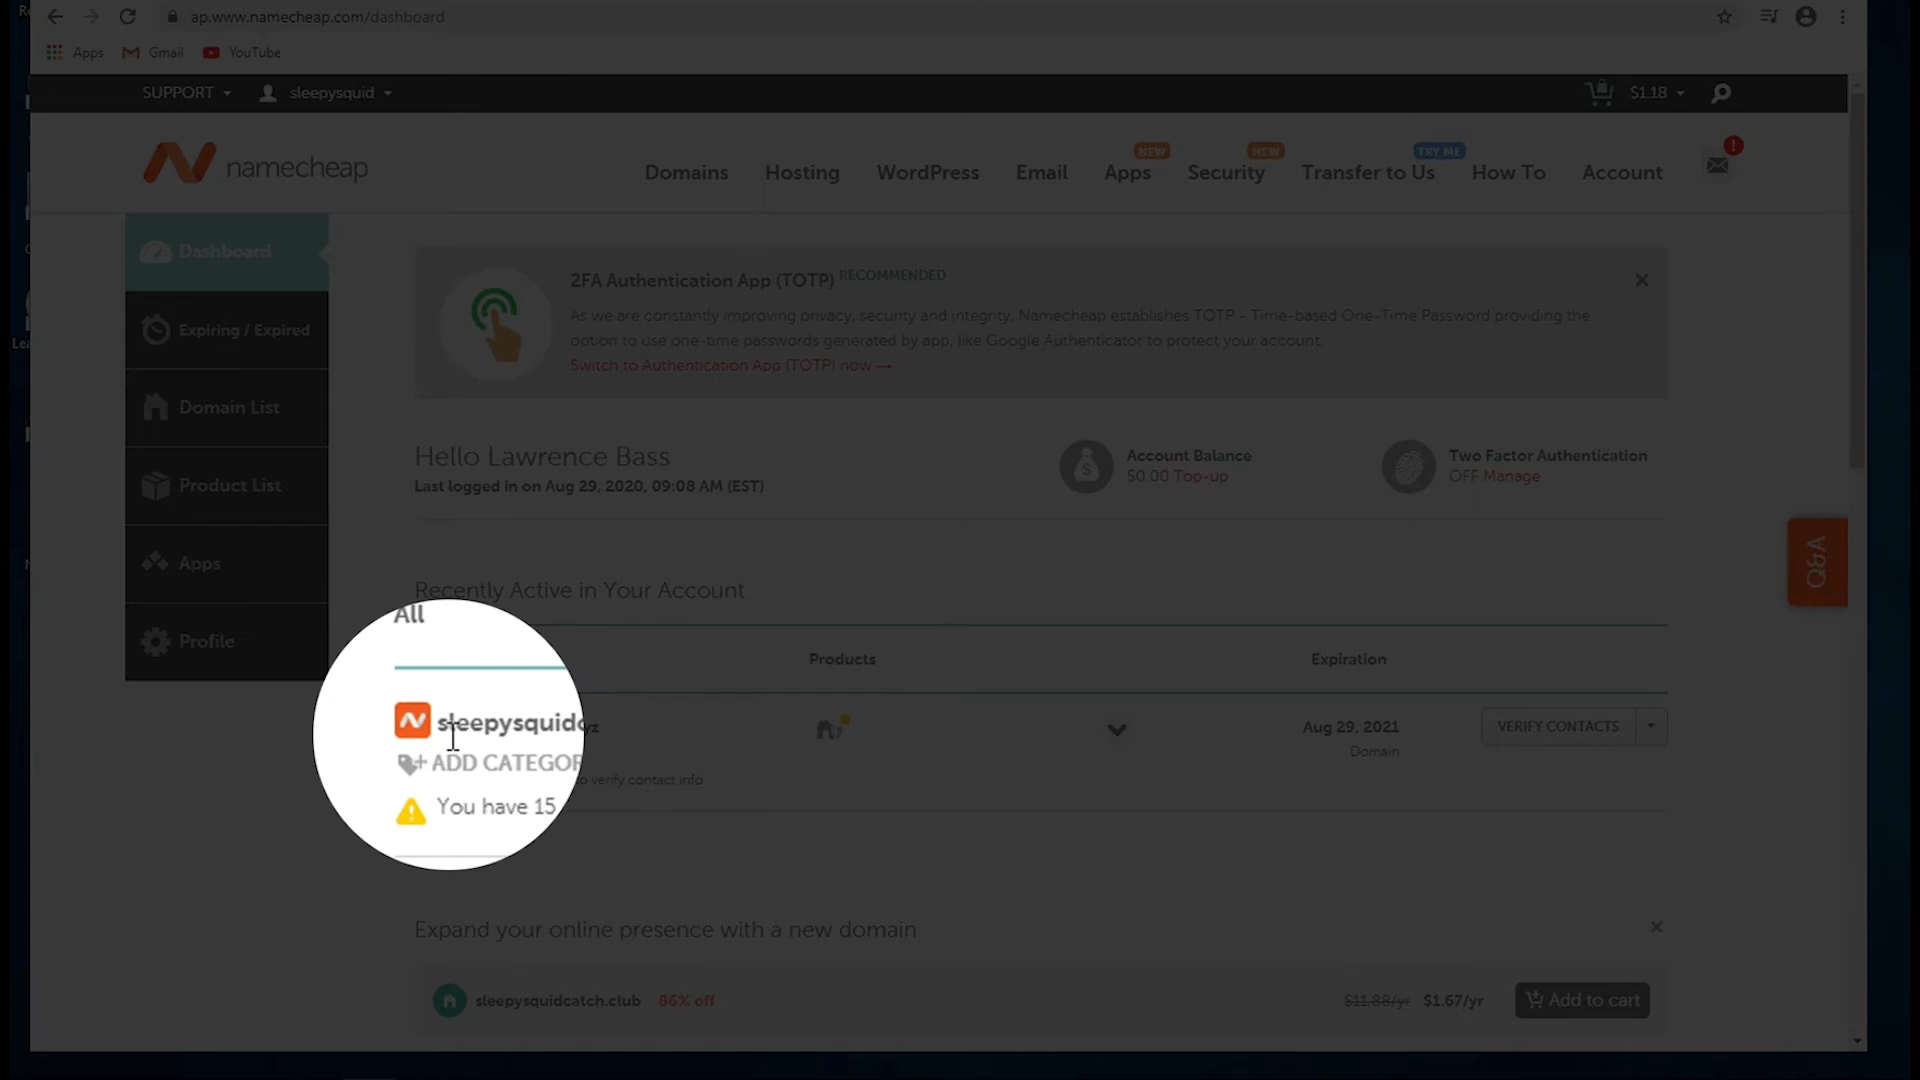 ap.www.namecheap.com/dashboard
Apps Gmail YouTube
SUPPORT sleepysquid $1.18
NEW NEW TRY ME !
namecheap Domains Hosting WordPress Email Apps Security Transfer to Us How To Account
Dashboard
Expiring / Expired
Domain List
Product List
Apps
Profile
2FA Authentication App (TOTP) RECOMMENDED
As we are constantly improving privacy, security and integrity, Namecheap establishes TOTP - Time-based One-Time Password providing the
option to use one-time passwords generated by app, like Google Authenticator to protect your account.
Switch to Authentication App (TOTP) now →
Hello Lawrence Bass
Last logged in on Aug 29, 2020, 09:08 AM (EST)
Account Balance
$0.00 Top-up
Two Factor Authentication
OFF Manage
Q&A
Recently Active in Your Account
All
Products Expiration
sleepysquid yz Aug 29, 2021 VERIFY CONTACTS
Domain
ADD CATEGOR
You have 15 to verify contact info
Expand your online presence with a new domain
sleepysquidcatch.club 86% off $11.88/yr $1.67/yr Add to cart